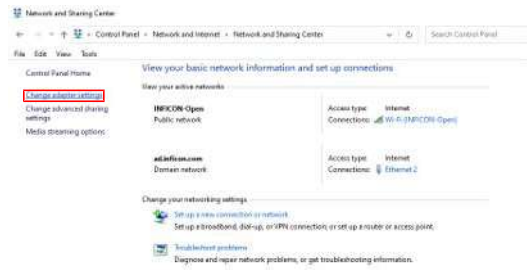 Network and Sharing Center
Control Panel › Network and Internet › Network and Sharing Center
Search Control Panel
File Edit View Tools
Control Panel Home
Change adapter settings
Change advanced sharing
settings
Media streaming options
View your basic network information and set up connections
View your active networks
INFICON-Open
Public network
Access type: Internet
Connections: Wi-Fi (INFICON-Open)
ad.inficon.com
Domain network
Access type: Internet
Connections: Ethernet 2
Change your networking settings
Set up a new connection or network
Set up a broadband, dial-up, or VPN connection; or set up a router or access point.
Troubleshoot problems
Diagnose and repair network problems, or get troubleshooting information.